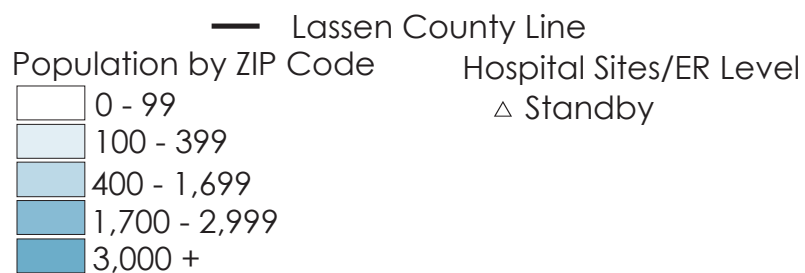 Lassen County Line
Population by ZIP Code
0 - 99
100 - 399
400 - 1,699
1,700 - 2,999
3,000 +
Hospital Sites/ER Level
Standby